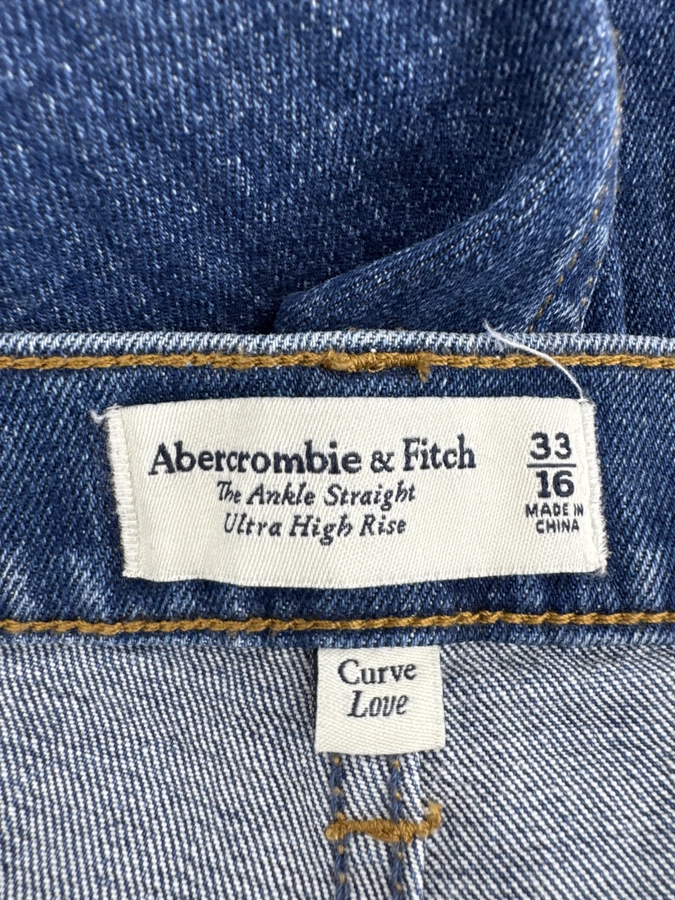 Abercrombie & Fitch
The Ankle Straight
Ultra High Rise
33
16
MADE IN
CHINA
Curve
Love